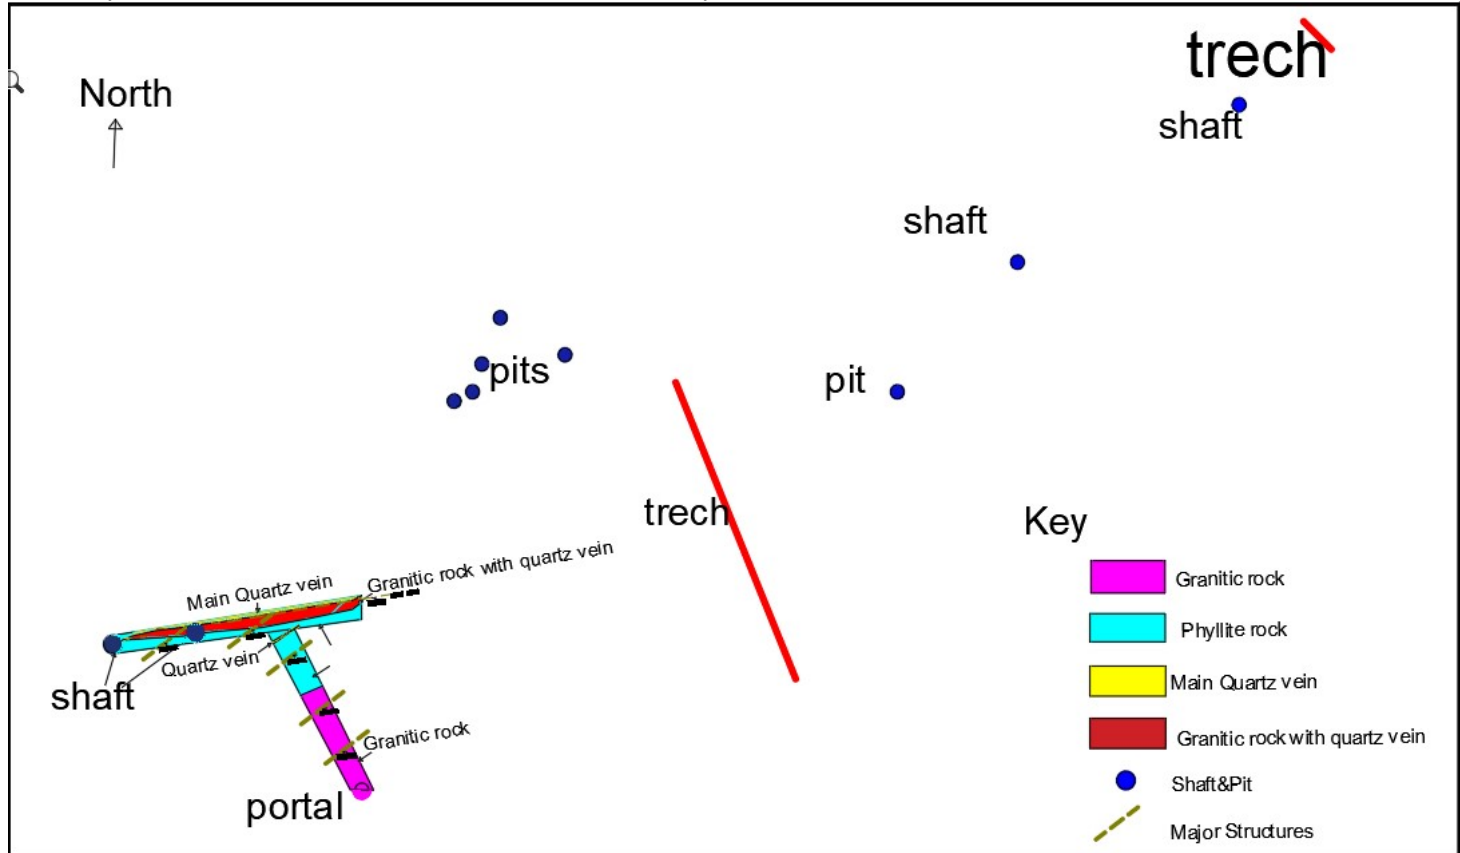 trech
North
shaft
shaft
pits
pit
trech
Key
Granitic rock with quartz vein
Main Quartz vein
Granitic rock
Phyllite rock
Quartz vein
shaft
Main Quartz vein
Granitic rock
Granitic rock with quartz vein
portal
Shaft&Pit
Major Structures